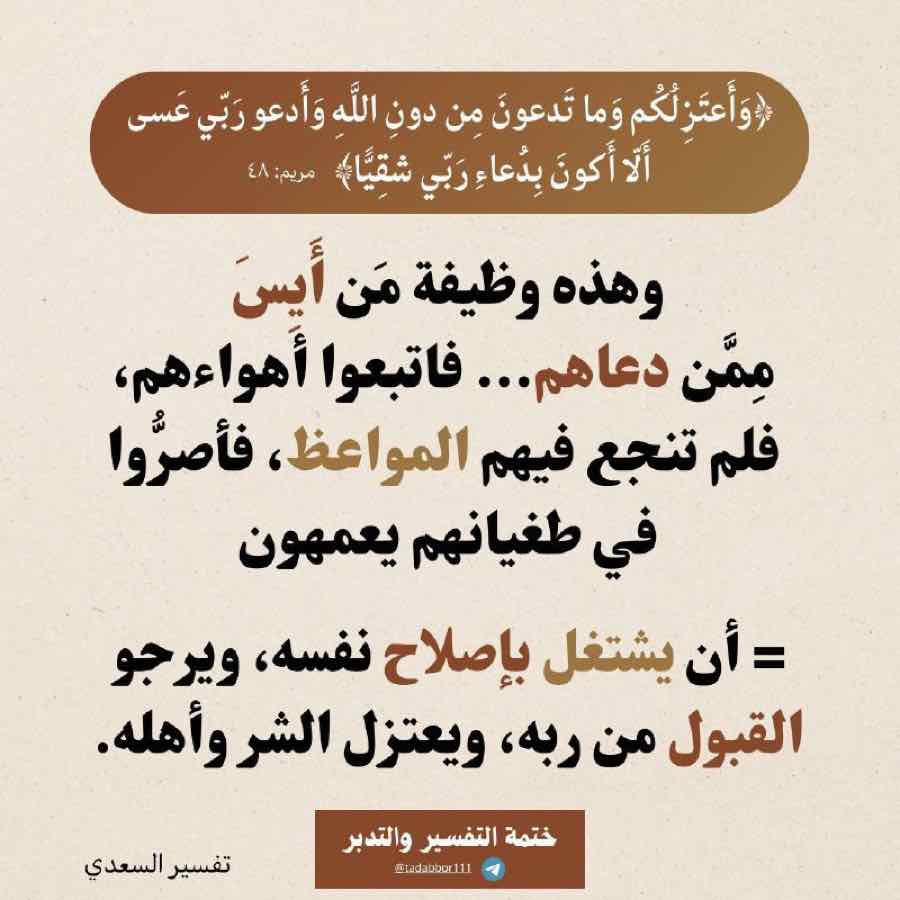 ﴿وَأَعتَزِلُكُم وَما تَدعونَ مِن دونِ اللَّهِ وَأَدعو رَبّي عَسى
أَلّا أَكونَ بِدُعاءِ رَبّي شَقِيًّا﴾ مريم: ٤٨
وهذه وظيفة مَن أَيِسَ
مِمَّن دعاهم... فاتبعوا أَهواءهم،
فلم تنجع فيهم المواعظ، فأصرُّوا
في طغيانهم يعمهون
= أن يشتغل بإصلاح نفسه، ويرجو
القبول من ربه، ويعتزل الشر وأهله.
ختمة التفسير والتدبر
@tadabbor111
تفسير السعدي